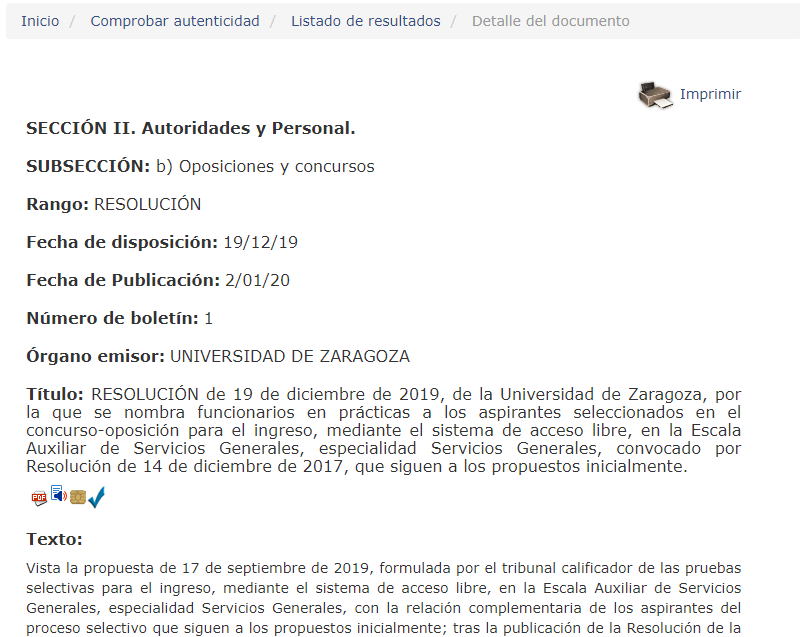 Inicio / Comprobar autenticidad / Listado de resultados / Detalle del documento
Imprimir
SECCIÓN II. Autoridades y Personal.
SUBSECCIÓN: b) Oposiciones y concursos
Rango: RESOLUCIÓN
Fecha de disposición: 19/12/19
Fecha de Publicación: 2/01/20
Número de boletín: 1
Órgano emisor: UNIVERSIDAD DE ZARAGOZA
Título: RESOLUCIÓN de 19 de diciembre de 2019, de la Universidad de Zaragoza, por
la que se nombra funcionarios en prácticas a los aspirantes seleccionados en el
concurso-oposición para el ingreso, mediante el sistema de acceso libre, en la Escala
Auxiliar de Servicios Generales, especialidad Servicios Generales, convocado por
Resolución de 14 de diciembre de 2017, que siguen a los propuestos inicialmente.
PDF
Texto:
Vista la propuesta de 17 de septiembre de 2019, formulada por el tribunal calificador de las pruebas
selectivas para el ingreso, mediante el sistema de acceso libre, en la Escala Auxiliar de Servicios
Generales, especialidad Servicios Generales, con la relación complementaria de los aspirantes del
proceso selectivo que siguen a los propuestos inicialmente; tras la publicación de la Resolución de la